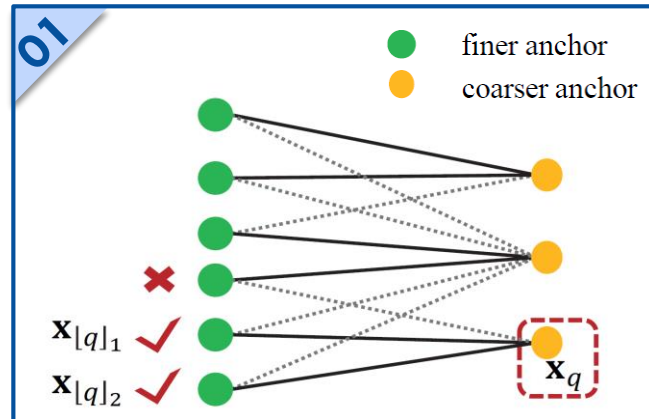 01
finer anchor
coarser anchor
𝐱⌊𝑞⌋₁
𝐱⌊𝑞⌋₂
𝐱𝑞